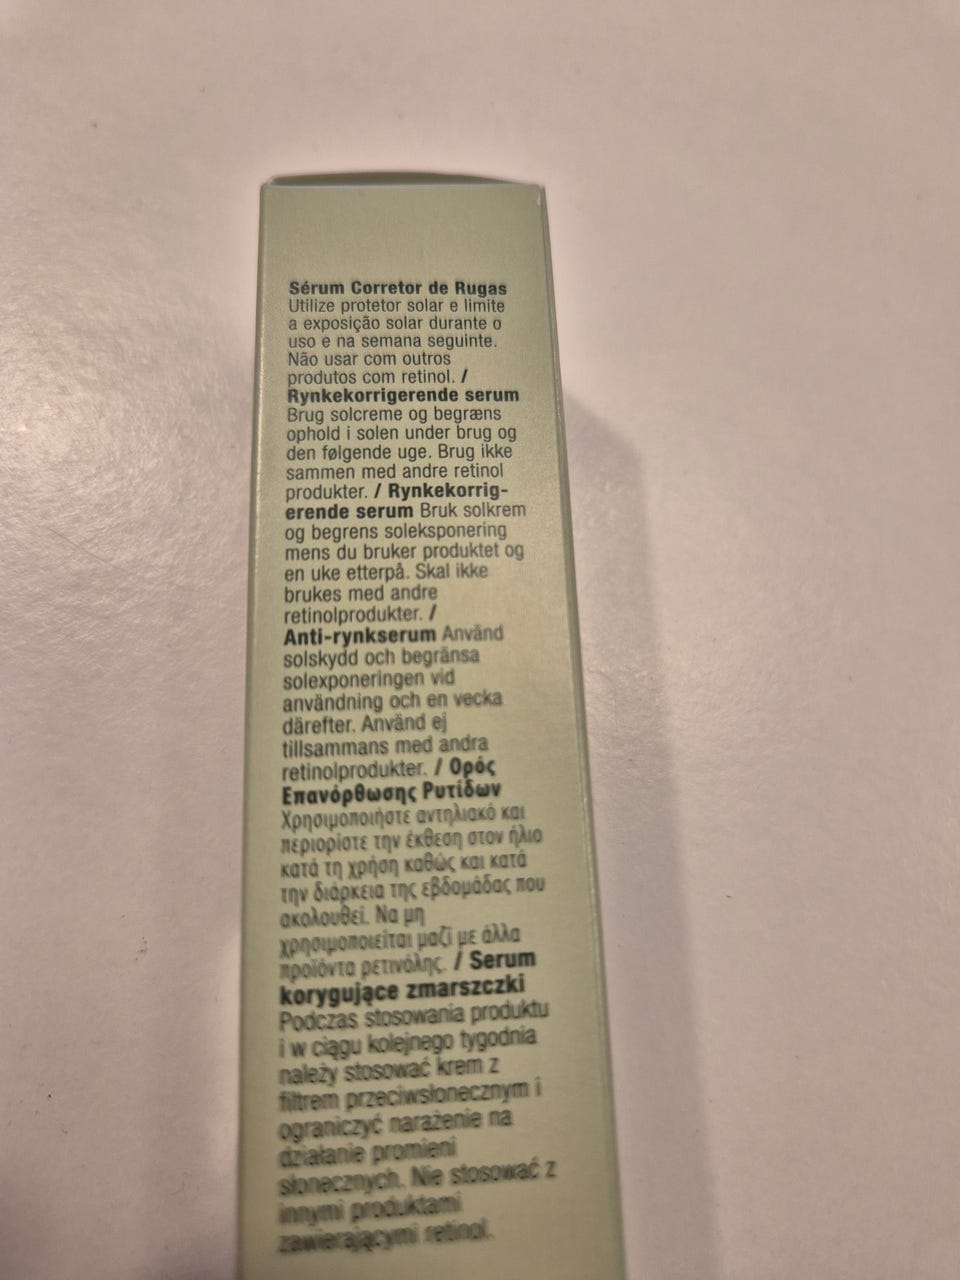 Sérum Corretor de Rugas
Utilize protetor solar e limite
a exposição solar durante o
uso e na semana seguinte.
Não usar com outros
produtos com retinol. /
Rynkekorrigerende serum
Brug solcreme og begræns
ophold i solen under brug og
den følgende uge. Brug ikke
sammen med andre retinol
produkter. / Rynkekorrig-
erende serum Bruk solkrem
og begrens soleksponering
mens du bruker produktet og
en uke etterpå. Skal ikke
brukes med andre
retinolprodukter. /
Anti-rynkserum Använd
solskydd och begränsa
solexponeringen vid
användning och en vecka
därefter. Använd ej
tillsammans med andra
retinolprodukter. / Ορός
Επανόρθωσης Ρυτίδων
Χρησιμοποιήστε αντηλιακό και
περιορίστε την έκθεση στον ήλιο
κατά τη χρήση καθώς και κατά
την διάρκεια της εβδομάδας που
ακολουθεί. Να μη
χρησιμοποιείται μαζί με άλλα
προϊόντα ρετινόλης. / Serum
korygujące zmarszczki
Podczas stosowania produktu
i w ciągu kolejnego tygodnia
należy stosować krem z
filtrem przeciwsłonecznym i
ograniczyć narażenie na
działanie promieni
słonecznych. Nie stosować z
innymi produktami
zawierającymi retinol.